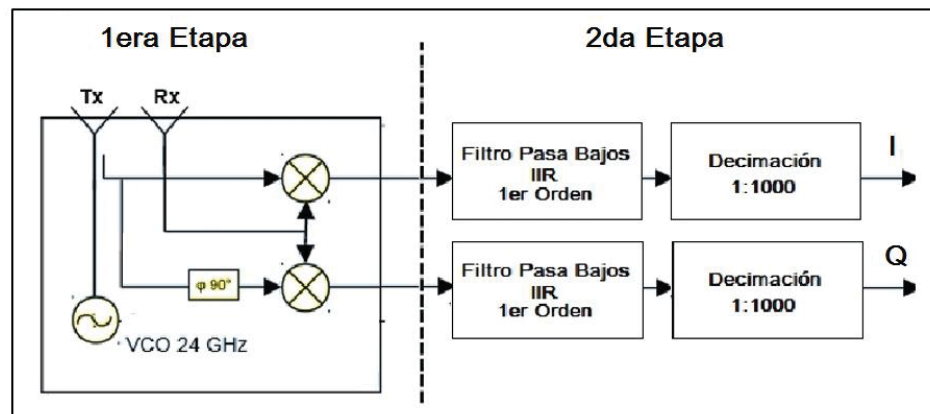 1era Etapa
2da Etapa
Tx
Rx
Filtro Pasa Bajos
IIR
1er Orden
Decimación
1:1000
I
φ 90°
VCO 24 GHz
Filtro Pasa Bajos
IIR
1er Orden
Decimación
1:1000
Q